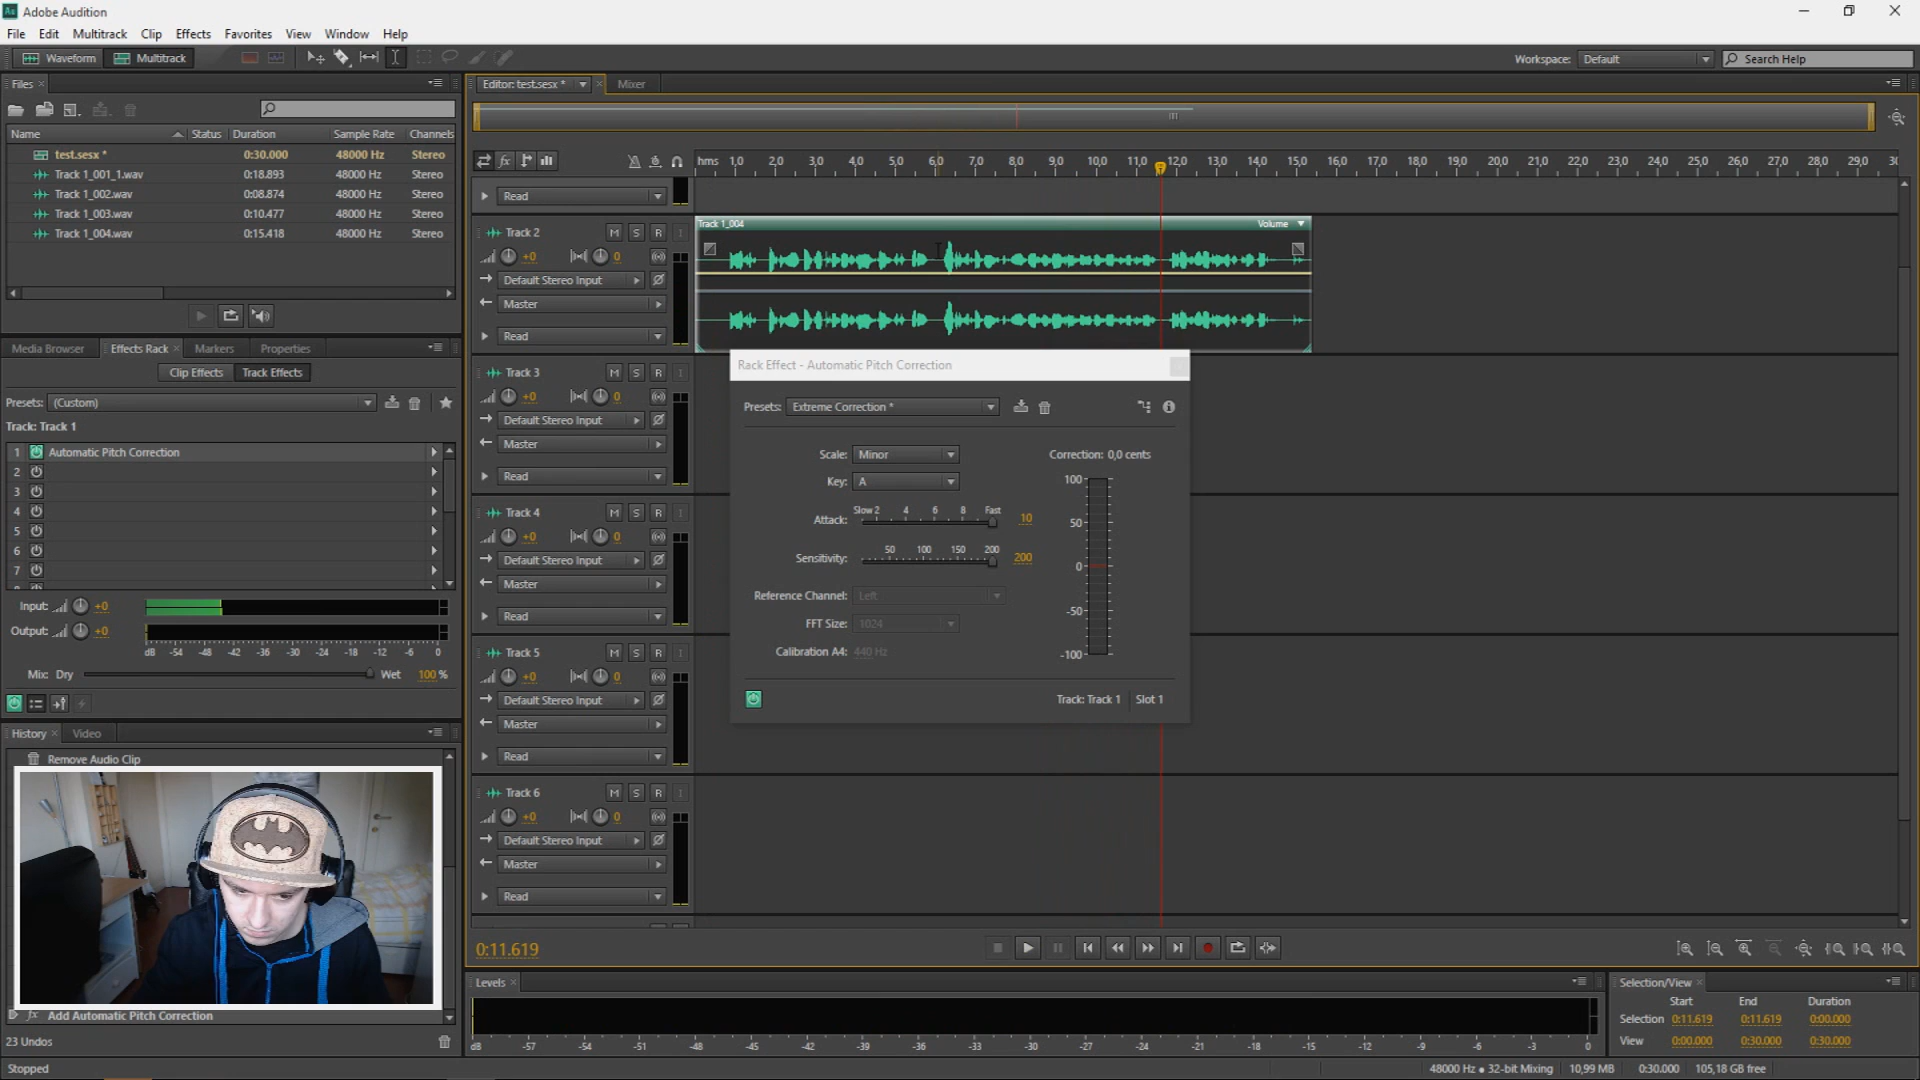 Au Adobe Audition
File Edit Multitrack Clip Effects Favorites View Window Help
Waveform Multitrack Workspace: Default Search Help
Files
Name Status Duration Sample Rate Channels
test.sesx * 0:30.000 48000 Hz Stereo
Track 1_001_1.wav 0:18.893 48000 Hz Stereo
Track 1_002.wav 0:08.874 48000 Hz Stereo
Track 1_003.wav 0:10.477 48000 Hz Stereo
Track 1_004.wav 0:15.418 48000 Hz Stereo
Media Browser Effects Rack Markers Properties
Clip Effects Track Effects
Presets: (Custom)
Track: Track 1
1 Automatic Pitch Correction
2
3
4
5
6
7
Input: +0
Output: +0
dB -54 -48 -42 -36 -30 -24 -18 -12 -6 0
Mix: Dry Wet 100 %
History Video
Remove Audio Clip
fx Add Automatic Pitch Correction
23 Undos
Stopped
Editor: test.sesx * Mixer
fx
hms 1,0 2,0 3,0 4,0 5,0 6,0 7,0 8,0 9,0 10,0 11,0 12,0 13,0 14,0 15,0 16,0 17,0 18,0 19,0 20,0 21,0 22,0 23,0 24,0 25,0 26,0 27,0 28,0 29,0
Read
Track 2 M S R I
+0 0
Default Stereo Input
Master
Read
Track 1_004 Volume
Track 3 M S R I
+0 0
Default Stereo Input
Master
Read
Track 4 M S R I
+0 0
Default Stereo Input
Master
Read
Track 5 M S R I
+0 0
Default Stereo Input
Master
Read
Track 6 M S R I
+0 0
Default Stereo Input
Master
Read
Rack Effect - Automatic Pitch Correction
Presets: Extreme Correction *
Scale: Minor Correction: 0,0 cents
Key: A
Slow 2 4 6 8 Fast
Attack: 10
50 100 150 200
Sensitivity: 200
Reference Channel: Left
FFT Size: 1024
Calibration A4: 440 Hz
100
50
0
-50
-100
Track: Track 1 Slot 1
0:11.619
Levels
dB -57 -54 -51 -48 -45 -42 -39 -36 -33 -30 -27 -24 -21 -18 -15 -12 -9 -6 -3 0
Selection/View
Start End Duration
Selection 0:11.619 0:11.619 0:00.000
View 0:00.000 0:30.000 0:30.000
48000 Hz • 32-bit Mixing 10,99 MB 0:30.000 105,18 GB free